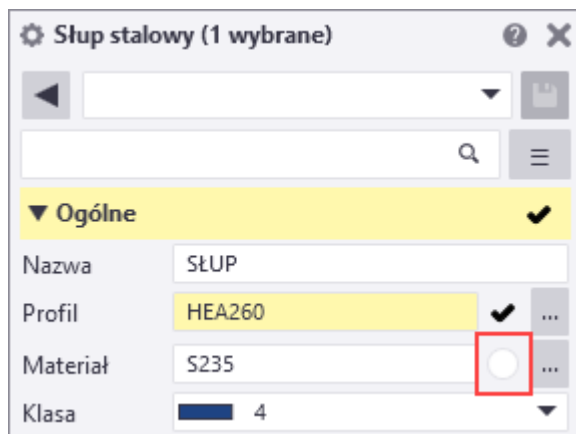 Słup stalowy (1 wybrane)
Ogólne
Nazwa SŁUP
Profil HEA260 ...
Materiał S235 ...
Klasa 4